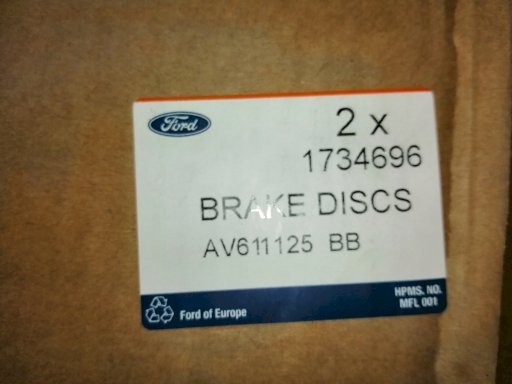 Ford
2 x
1734696
BRAKE DISCS
AV611125 BB
HPMS. NO.
MFL 001
Ford of Europe